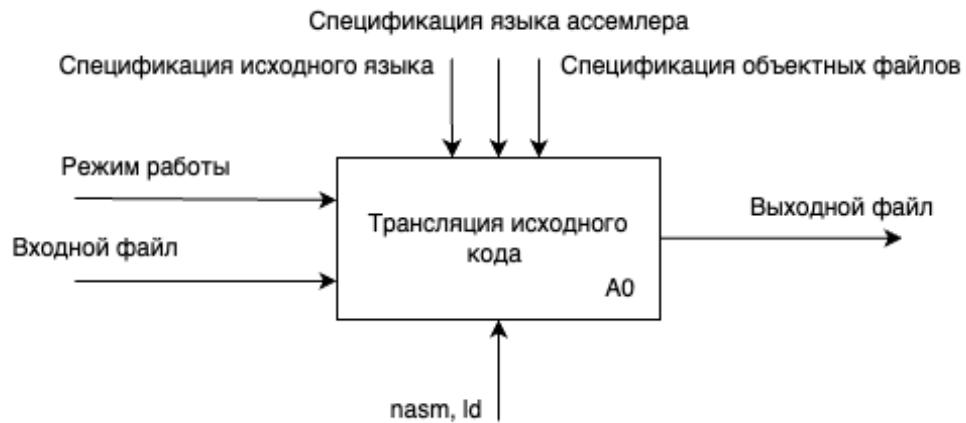 Спецификация языка ассемлера
Спецификация исходного языка
Спецификация объектных файлов
Режим работы
Входной файл
Трансляция исходного
кода
A0
Выходной файл
nasm, ld